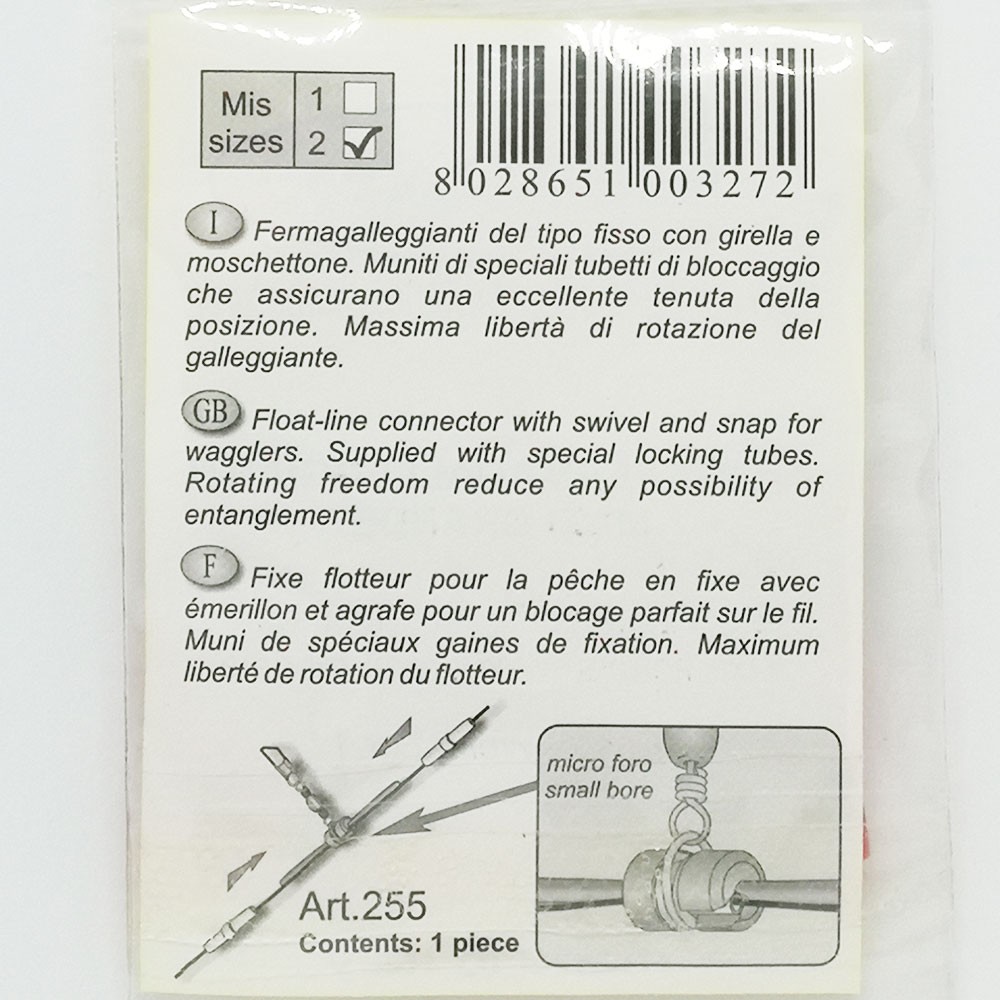 Mis
sizes
1
2
8 028651 003272
I Fermagalleggianti del tipo fisso con girella e
moschettone. Muniti di speciali tubetti di bloccaggio
che assicurano una eccellente tenuta della
posizione. Massima libertà di rotazione del
galleggiante.
GB Float-line connector with swivel and snap for
wagglers. Supplied with special locking tubes.
Rotating freedom reduce any possibility of
entanglement.
F Fixe flotteur pour la pêche en fixe avec
émerillon et agrafe pour un blocage parfait sur le fil.
Muni de spéciaux gaines de fixation. Maximum
liberté de rotation du flotteur.
micro foro
small bore
Art.255
Contents: 1 piece